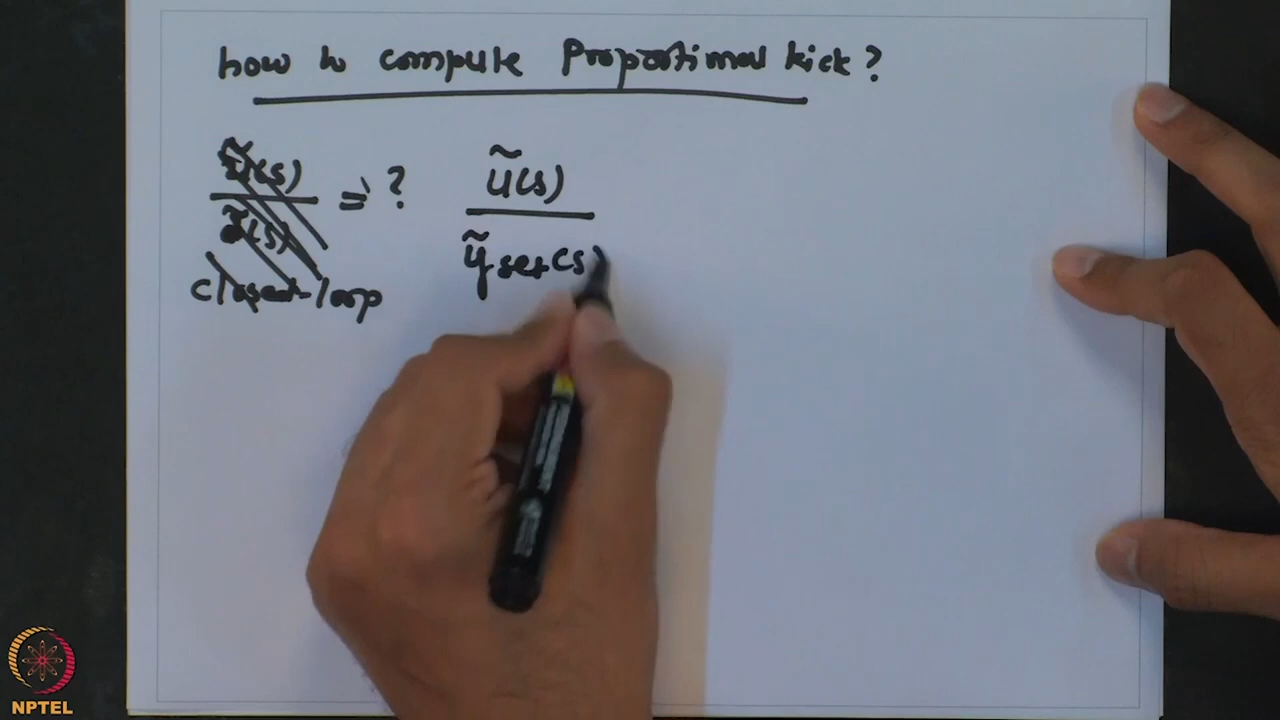 how to compute Proportional kick?
ũ(s) / d̃(s) = ? ũ(s) / ỹset(s)
closed-loop
NPTEL